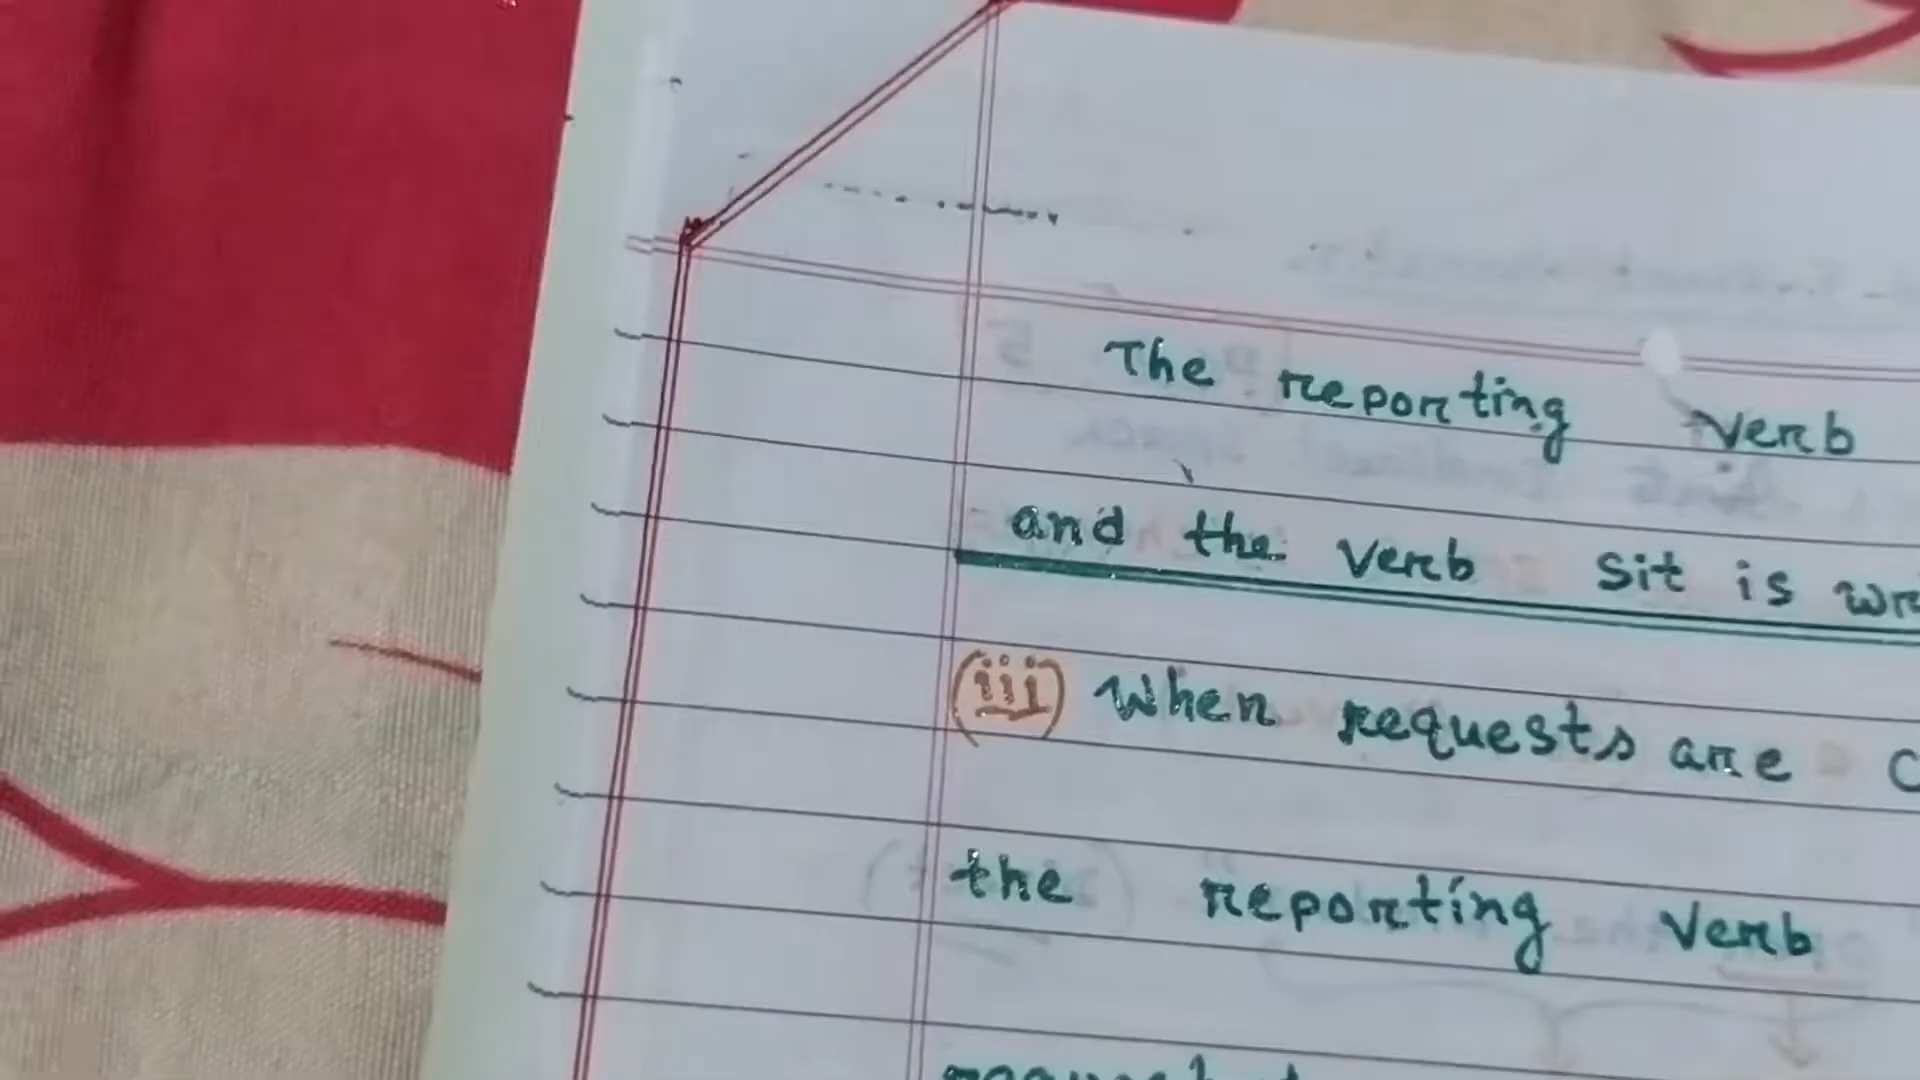 The reporting verb
and the verb sit is
(iii) When requests are
the reporting verb